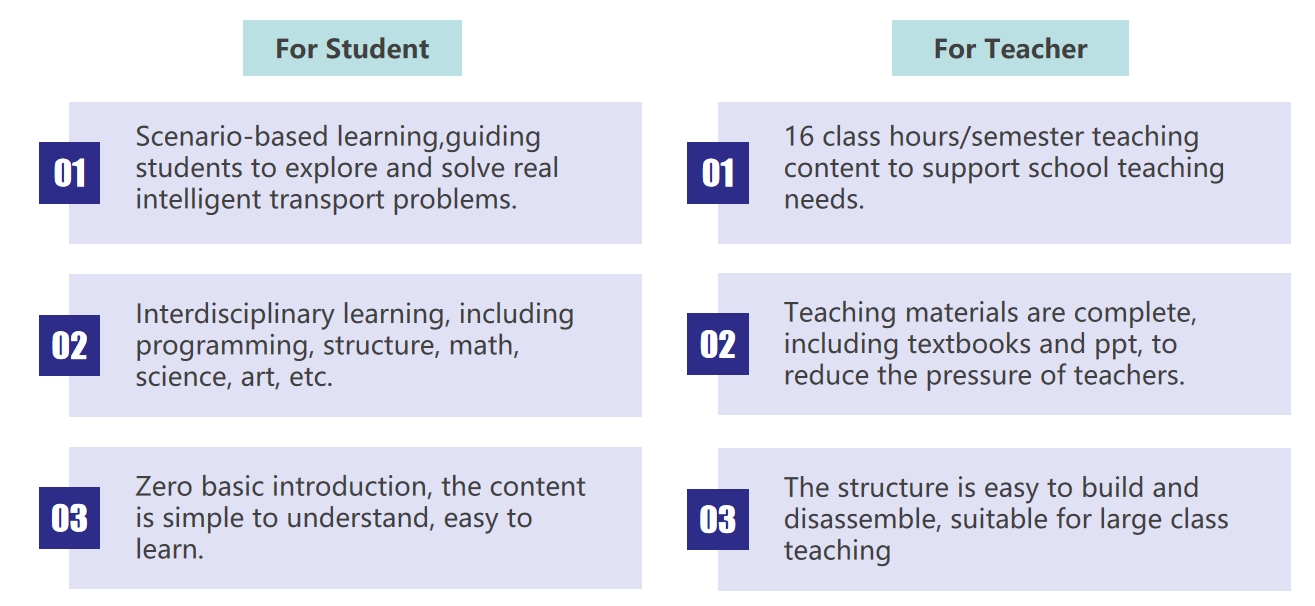 For Student
01
Scenario-based learning,guiding
students to explore and solve real
intelligent transport problems.
02
Interdisciplinary learning, including
programming, structure, math,
science, art, etc.
03
Zero basic introduction, the content
is simple to understand, easy to
learn.
For Teacher
01
16 class hours/semester teaching
content to support school teaching
needs.
02
Teaching materials are complete,
including textbooks and ppt, to
reduce the pressure of teachers.
03
The structure is easy to build and
disassemble, suitable for large class
teaching